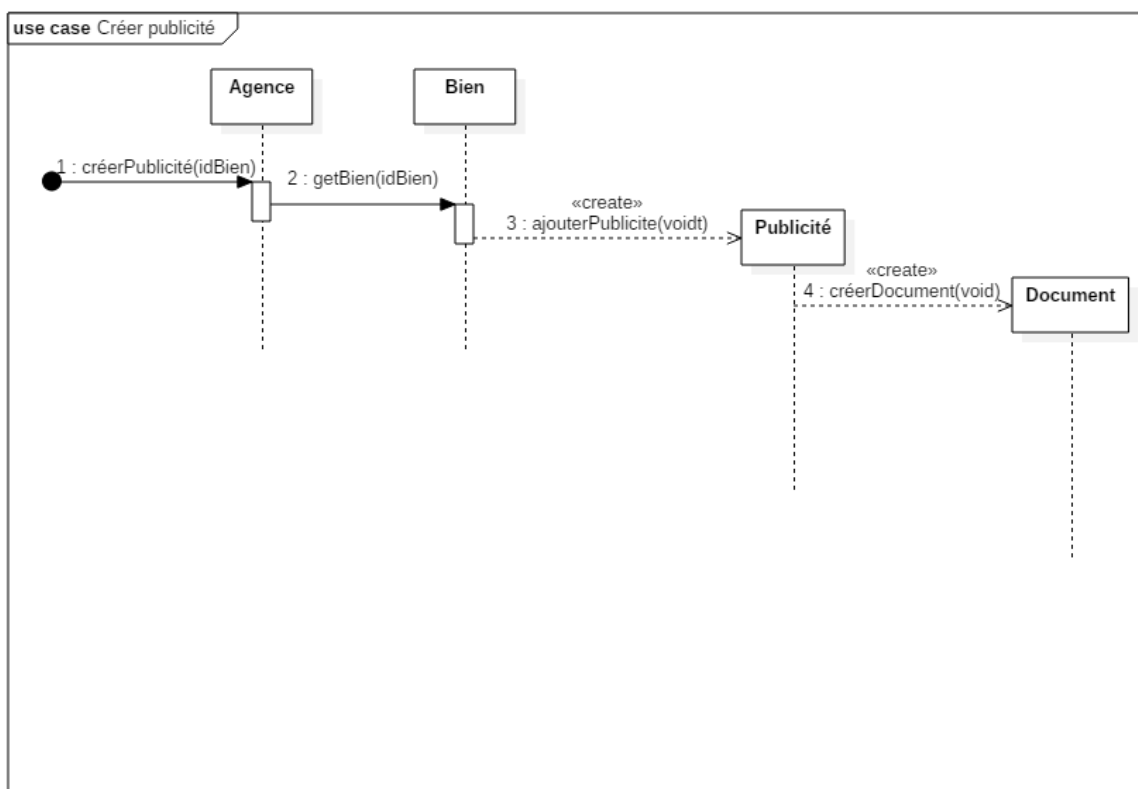 use case Créer publicité
Agence
Bien
1 : créerPublicité(idBien)
2 : getBien(idBien)
«create»
3 : ajouterPublicite(voidt)
Publicité
«create»
4 : créerDocument(void)
Document